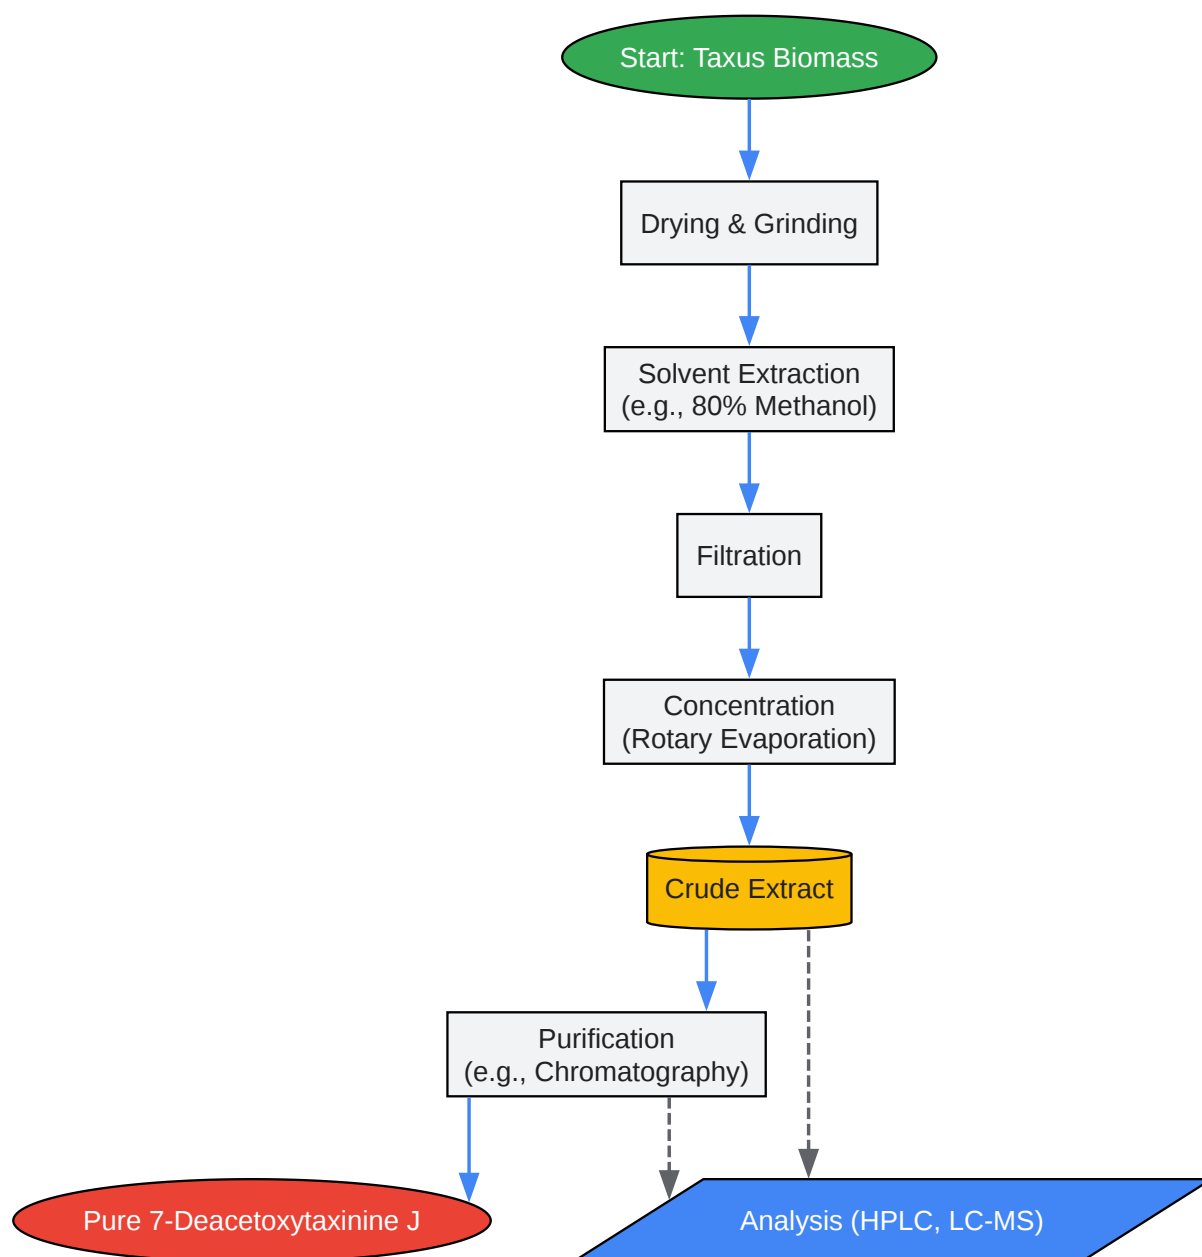 Start: Taxus Biomass
Drying & Grinding
Solvent Extraction
(e.g., 80% Methanol)
Filtration
Concentration
(Rotary Evaporation)
Crude Extract
Purification
(e.g., Chromatography)
Pure 7-Deacetoxytaxinine J
Analysis (HPLC, LC-MS)